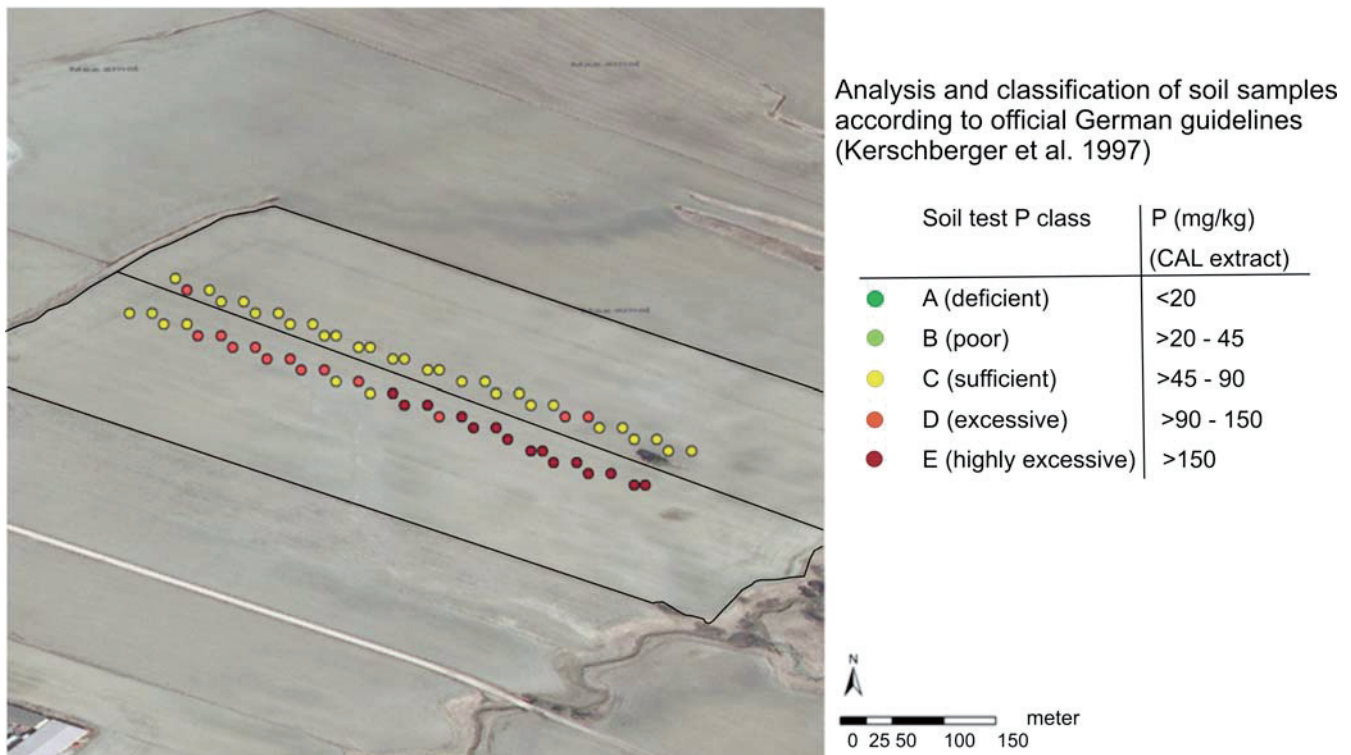 Analysis and classification of soil samples
according to official German guidelines
(Kerschberger et al. 1997)
Soil test P class P (mg/kg)
(CAL extract)
A (deficient) <20
B (poor) >20 - 45
C (sufficient) >45 - 90
D (excessive) >90 - 150
E (highly excessive) >150
N
meter
0 25 50 100 150